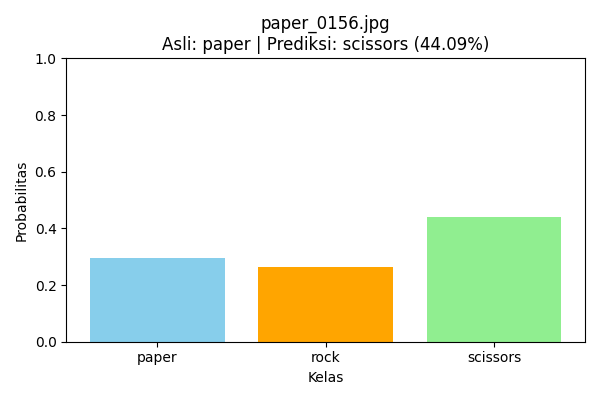 paper_0156.jpg
Asli: paper | Prediksi: scissors (44.09%)
1.0
0.8
0.6
0.4
0.2
0.0
Probabilitas
paper rock scissors
Kelas